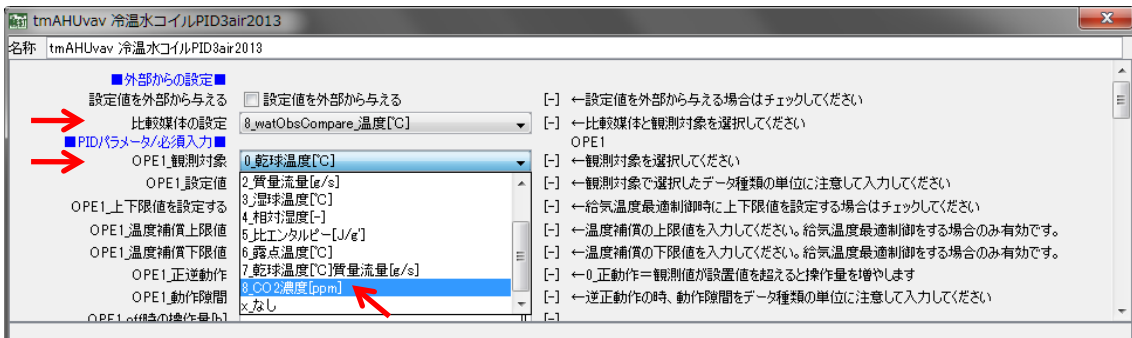 tmAHUvav 冷温水コイルPID3air2013
名称 tmAHUvav 冷温水コイルPID3air2013
■外部からの設定■
設定値を外部から与える 設定値を外部から与える [-] ←設定値を外部から与える場合はチェックしてください
比較媒体の設定 8_watObsCompare_温度[℃] [-] ←比較媒体と観測対象を選択してください
■PIDパラメータ/必須入力■ OPE1
OPE1_観測対象 0_乾球温度[℃] [-] ←観測対象を選択してください
OPE1_設定値 2_質量流量[g/s] [-] ←観測対象で選択したデータ種類の単位に注意して入力してください
3_湿球温度[℃]
OPE1_上下限値を設定する 4_相対湿度[-] [-] ←給気温度最適制御時に上下限値を設定する場合はチェックしてください
OPE1_温度補償上限値 5_比エンタルピー[J/g'] [-] ←温度補償の上限値を入力してください。給気温度最適制御をする場合のみ有効です。
OPE1_温度補償下限値 6_露点温度[℃] [-] ←温度補償の下限値を入力してください。給気温度最適制御をする場合のみ有効です。
OPE1_正逆動作 7_乾球温度[℃]質量流量[g/s] [-] ←0_正動作=観測値が設置値を超えると操作量を増やします
8_CO2濃度[ppm]
OPE1_動作隙間 x_なし [-] ←逆正動作の時、動作隙間をデータ種類の単位に注意して入力してください
OPE1 off時の操作量[h] [-]